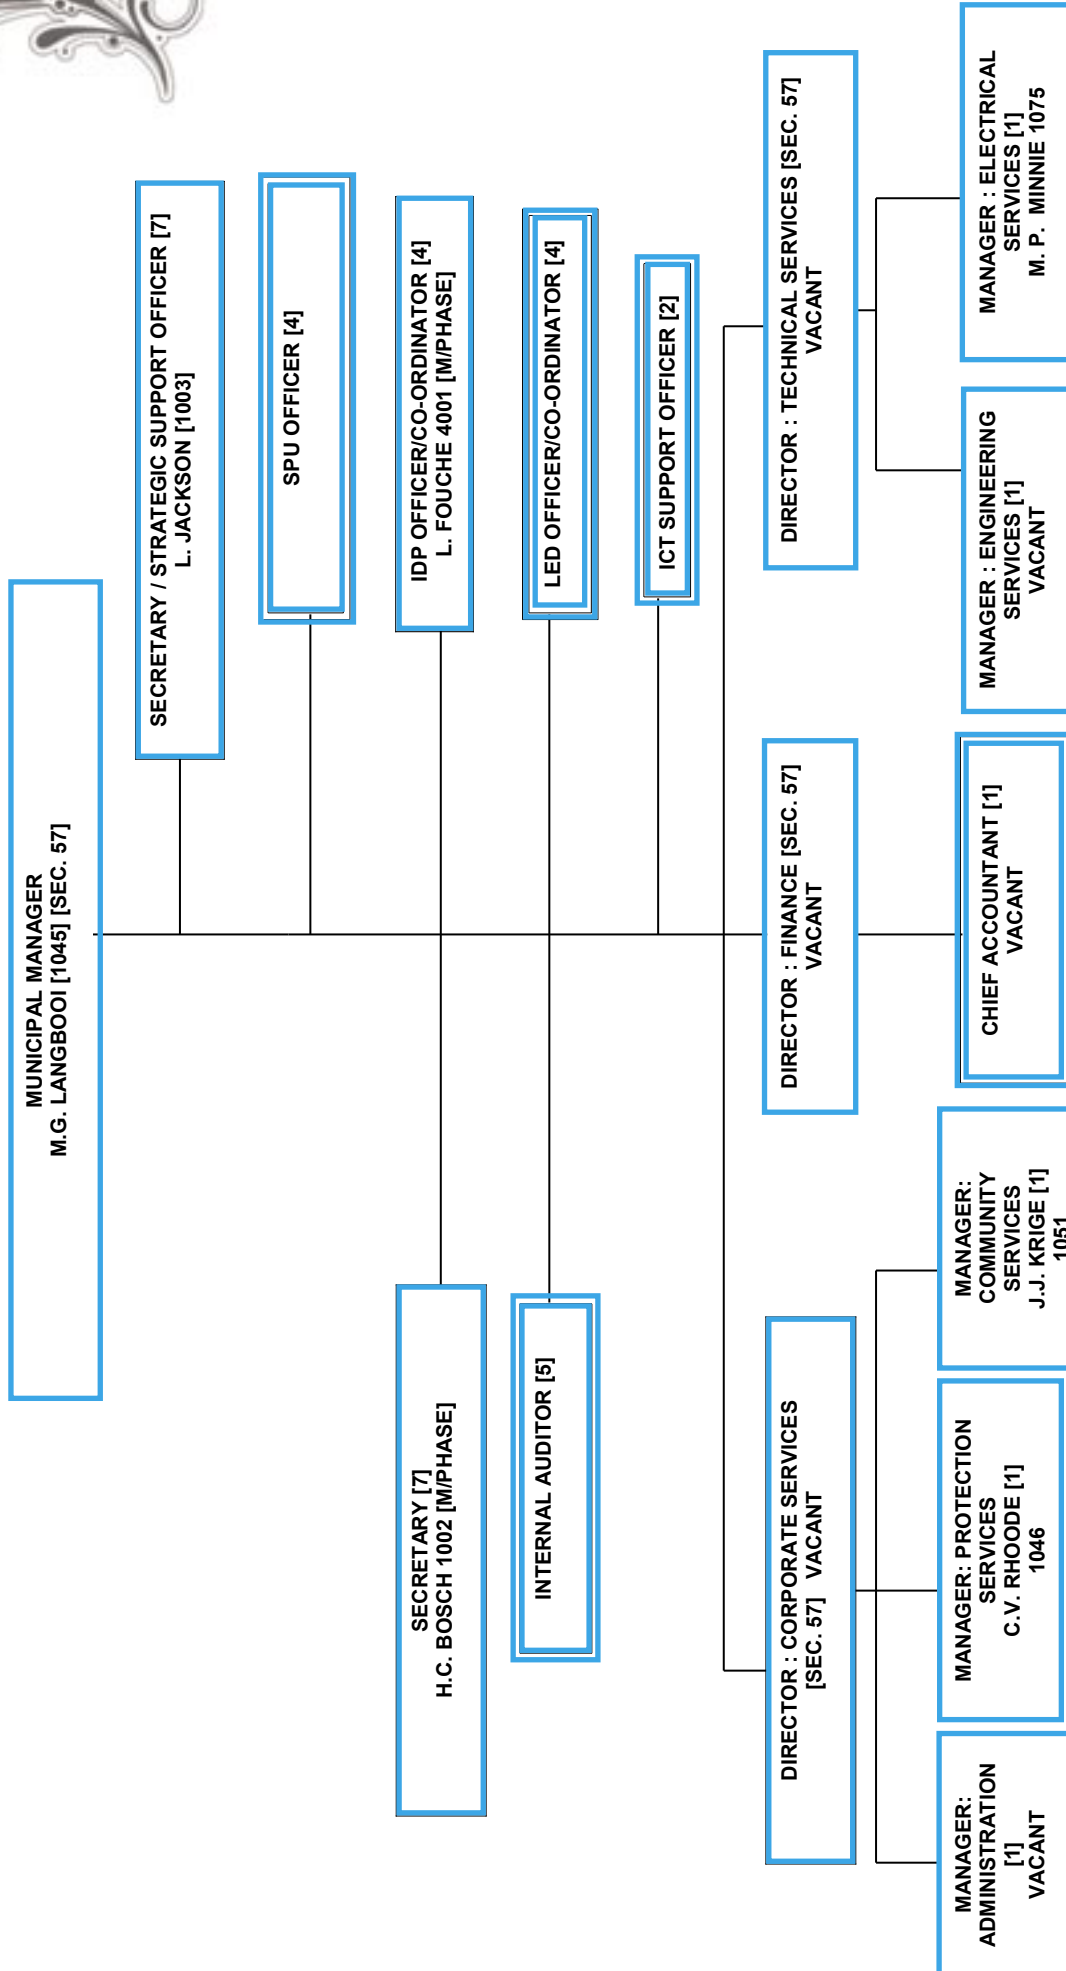 MUNICIPAL MANAGER
M.G. LANGBOOI [1045] [SEC. 57]
SECRETARY / STRATEGIC SUPPORT OFFICER [7]
L. JACKSON [1003]
SPU OFFICER [4]
SECRETARY [7]
H.C. BOSCH 1002 [M/PHASE]
IDP OFFICER/CO-ORDINATOR [4]
L. FOUCHE 4001 [M/PHASE]
INTERNAL AUDITOR [5]
LED OFFICER/CO-ORDINATOR [4]
ICT SUPPORT OFFICER [2]
DIRECTOR : CORPORATE SERVICES
[SEC. 57] VACANT
DIRECTOR : FINANCE [SEC. 57]
VACANT
DIRECTOR : TECHNICAL SERVICES [SEC. 57]
VACANT
MANAGER:
ADMINISTRATION
[1]
VACANT
MANAGER: PROTECTION
SERVICES
C.V. RHOODE [1]
1046
MANAGER:
COMMUNITY
SERVICES
J.J. KRIGE [1]
1051
CHIEF ACCOUNTANT [1]
VACANT
MANAGER : ENGINEERING
SERVICES [1]
VACANT
MANAGER : ELECTRICAL
SERVICES [1]
M. P. MINNIE 1075